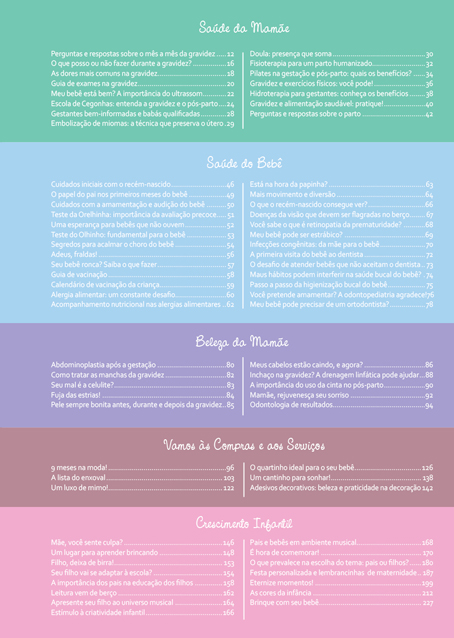 Saúde da Mamãe
Perguntas e respostas sobre o mês a mês da gravidez .... 12
O que posso ou não fazer durante a gravidez? ................ 16
As dores mais comuns na gravidez................................ 18
Guia de exames na gravidez........................................ 20
Meu bebê está bem? A importância do ultrassom.......... 22
Escola de Cegonhas: entenda a gravidez e o pós-parto....24
Gestantes bem-informadas e babás qualificadas............ 28
Embolização de miomas: a técnica que preserva o útero .29
Doula: presença que soma.......................................... 30
Fisioterapia para um parto humanizado........................ 32
Pilates na gestação e pós-parto: quais os benefícios? .....34
Gravidez e exercícios físicos: você pode!....................... 36
Hidroterapia para gestantes: conheça os benefícios ....... 38
Gravidez e alimentação saudável: pratique!...................40
Perguntas e respostas sobre o parto ............................ 42
Saúde do Bebê
Cuidados iniciais com o recém-nascido......................... 46
O papel do pai nos primeiros meses do bebê ................. 49
Cuidados com a amamentação e audição do bebê ......... 50
Teste da Orelhinha: importância da avaliação precoce.... 51
Uma esperança para bebês que não ouvem .................. 52
Teste do Olhinho: fundamental para o bebê ................. 53
Segredos para acalmar o choro do bebê ....................... 54
Adeus, fraldas! ........................................................ 56
Seu bebê ronca? Saiba o que fazer .............................. 57
Guia de vacinação .................................................... 58
Calendário de vacinação da criança.............................. 59
Alergia alimentar: um constante desafio.......................60
Acompanhamento nutricional nas alergias alimentares .. 62
Está na hora da papinha? ........................................... 63
Mais movimento e diversão ........................................ 64
O que o recém-nascido consegue ver?..........................66
Doenças da visão que devem ser flagradas no berço....... 67
Você sabe o que é retinopatia da prematuridade? .......... 68
Meu bebê pode ser estrábico? ....................................69
Infecções congênitas: da mãe para o bebê.................... 70
A primeira visita do bebê ao dentista ........................... 72
O desafio de atender bebês que não aceitam o dentista .. 73
Maus hábitos podem interferir na saúde bucal do bebê? . 74
Passo a passo da higienização bucal do bebê................. 75
Você pretende amamentar? A odontopediatria agradece!76
Meu bebê pode precisar de um ortodontista?................ 78
Beleza da Mamãe
Abdominoplastia após a gestação ............................... 80
Como tratar as manchas da gravidez............................82
Seu mal é a celulite?.................................................. 83
Fuja das estrias! ....................................................... 84
Pele sempre bonita antes, durante e depois da gravidez..85
Meus cabelos estão caindo, e agora?............................86
Inchaço na gravidez? A drenagem linfática pode ajudar...88
A importância do uso da cinta no pós-parto...................90
Mamãe, rejuvenesça seu sorriso .................................92
Odontologia de resultados..........................................94
Vamos às Compras e aos Serviços
9 meses na moda! .....................................................96
A lista do enxoval .................................................... 103
Um luxo de mimo!................................................... 122
O quartinho ideal para o seu bebê..............................126
Um cantinho para sonhar!........................................ 138
Adesivos decorativos: beleza e praticidade na decoração 142
Crescimento Infantil
Mãe, você sente culpa? ............................................146
Um lugar para aprender brincando ............................148
Filho, deixa de birra!................................................ 153
Seu filho vai se adaptar à escola? ............................... 154
A importância dos pais na educação dos filhos ............ 158
Leitura vem de berço ............................................... 162
Apresente seu filho ao universo musical .....................164
Estímulo à criatividade infantil...................................166
Pais e bebês em ambiente musical.............................168
É hora de comemorar! ............................................. 170
O que prevalece na escolha do tema: pais ou filhos?..... 180
Festa personalizada e lembrancinhas de maternidade .. 187
Eternize momentos! ................................................ 199
As cores da infância ................................................. 212
Brinque com seu bebê.............................................. 227